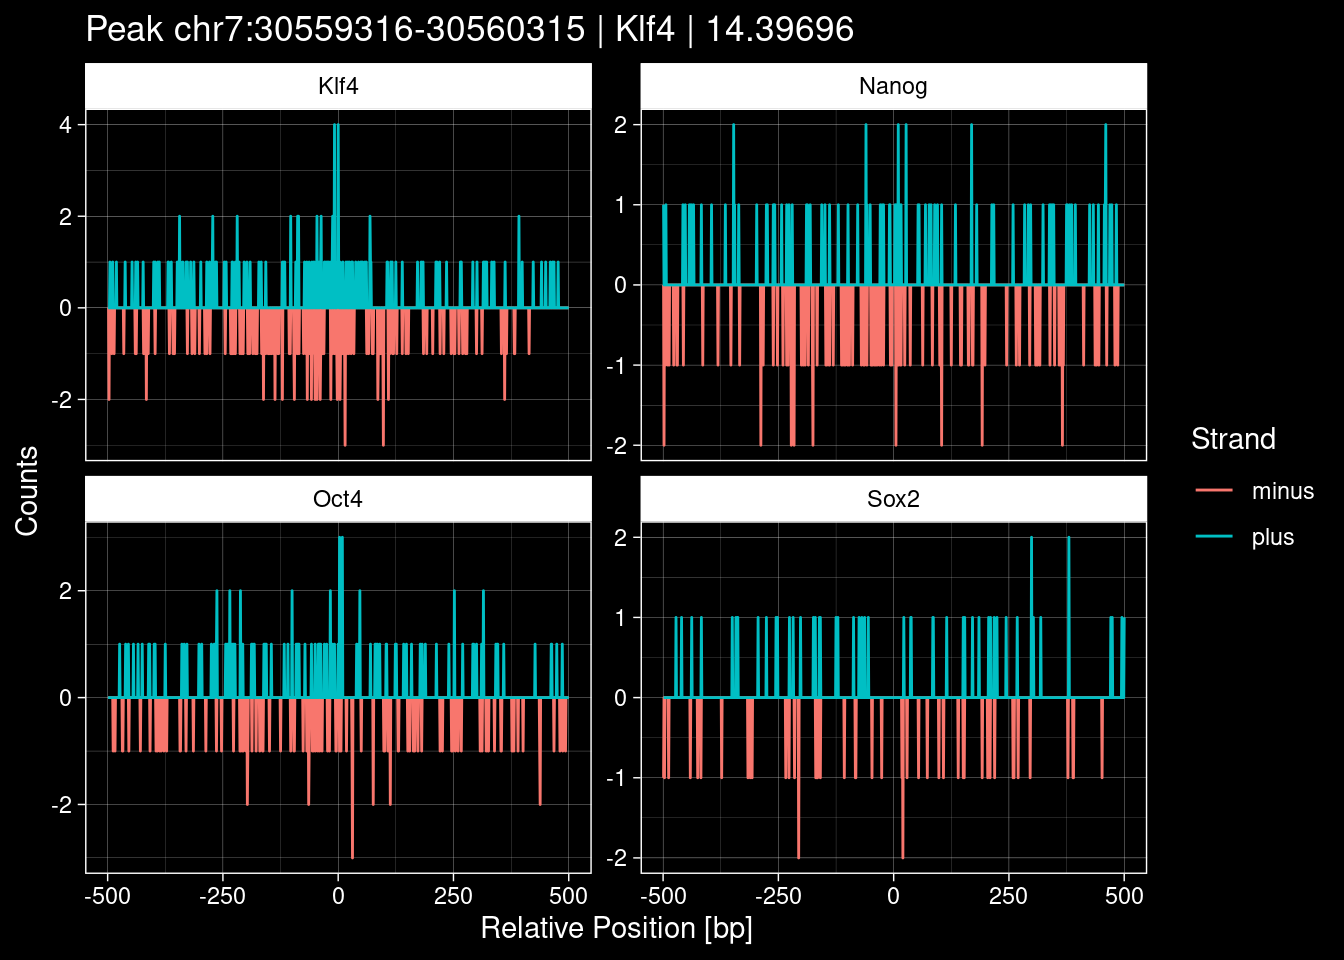 Peak chr7:30559316-30560315 | Klf4 | 14.39696
Klf4
Nanog
4
2
0
-2
2
1
0
-1
-2
Counts
Strand
minus
plus
Oct4
Sox2
2
0
-2
2
1
0
-1
-2
-500 -250 0 250 500
-500 -250 0 250 500
Relative Position [bp]